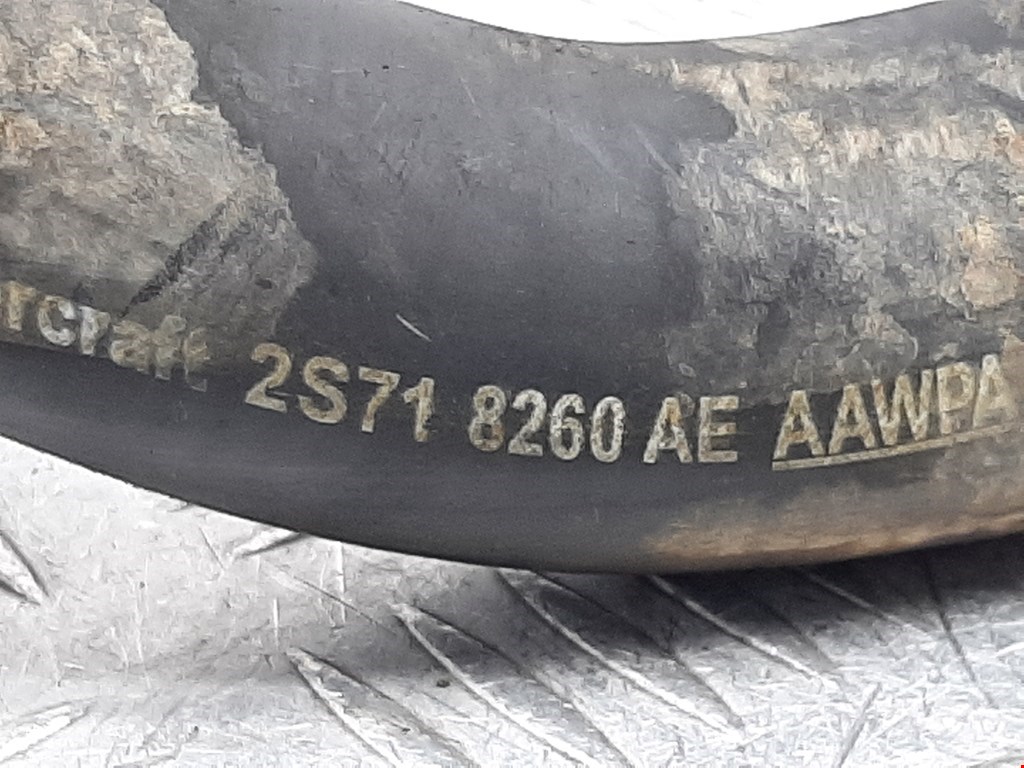 rcraft 2S71 8260 AE AAWPA